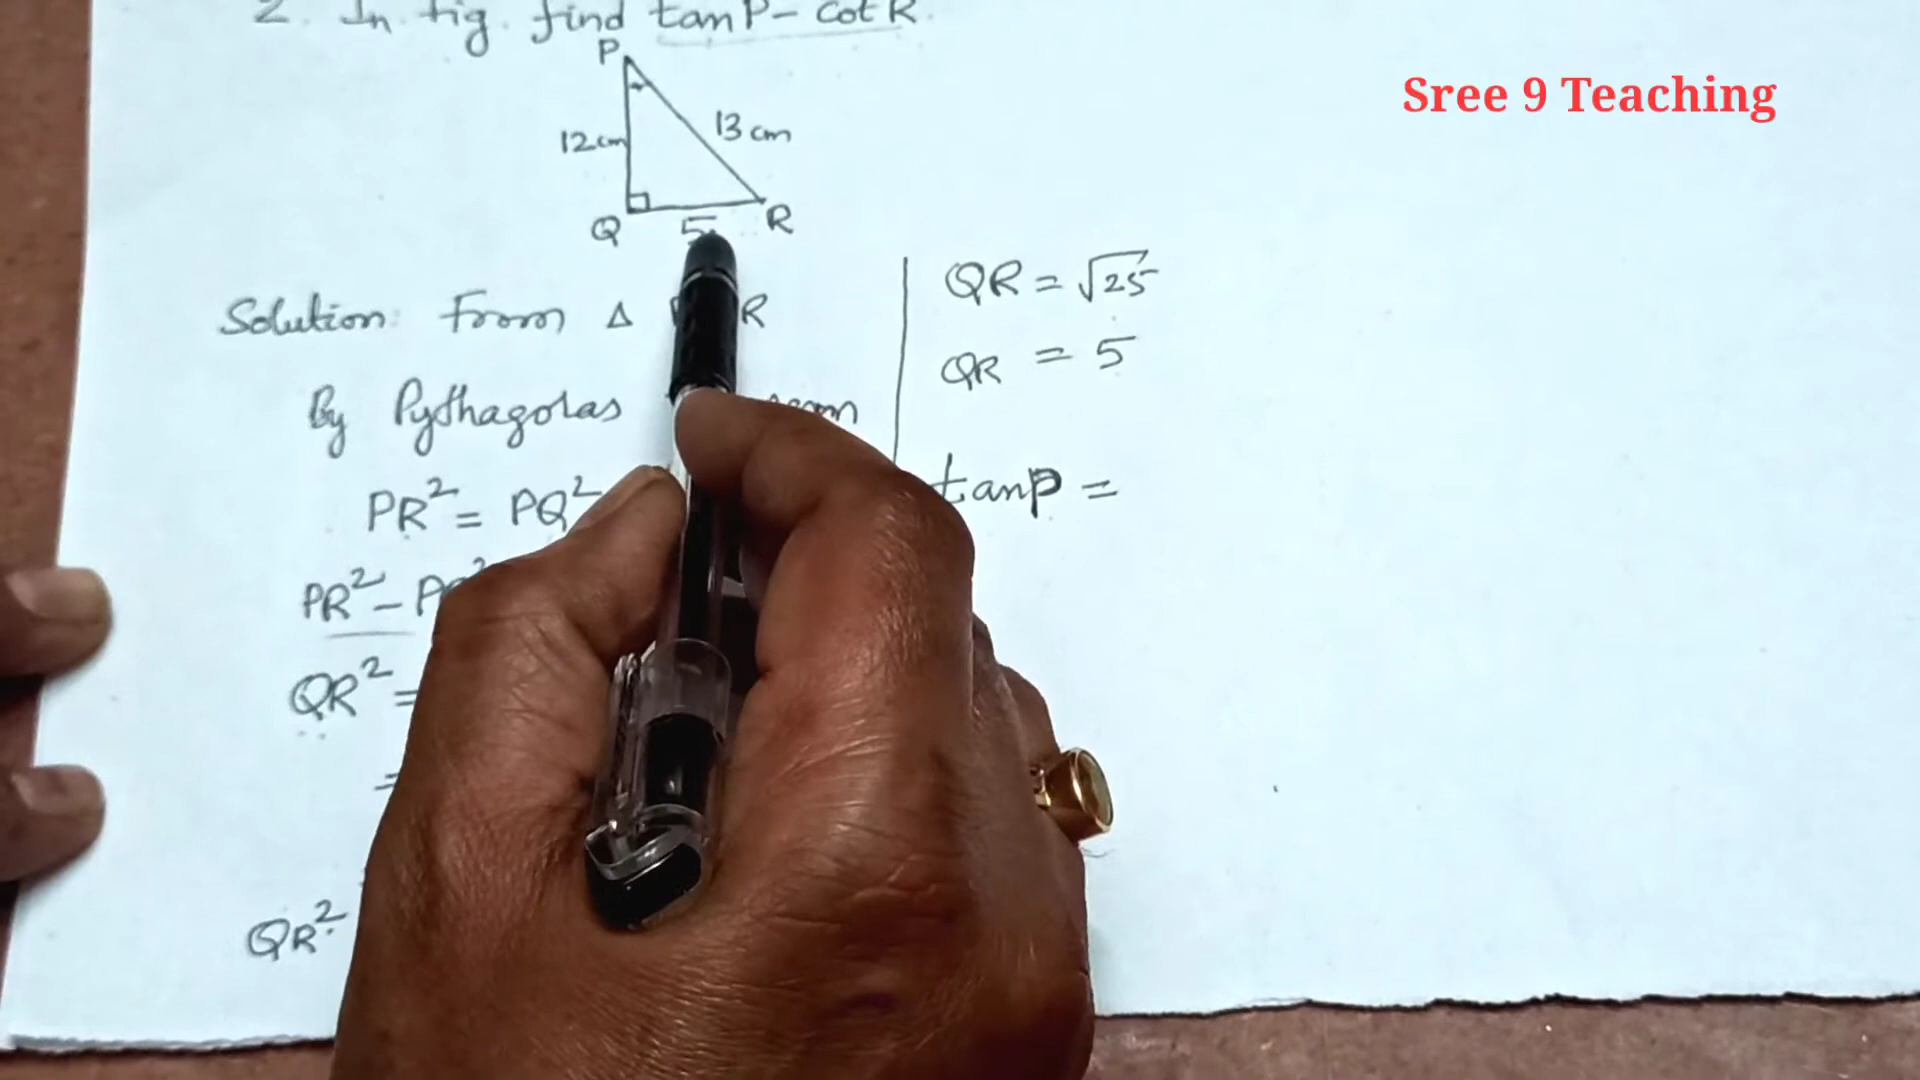 2. In fig. find tanP - cot R.
P
12cm
13 cm
Q
5
R
Sree 9 Teaching
Solution: From Δ R
By Pythagoras
PR² = PQ²
PR² - 
QR² =
=
QR²
QR = √25
QR = 5
tanp =